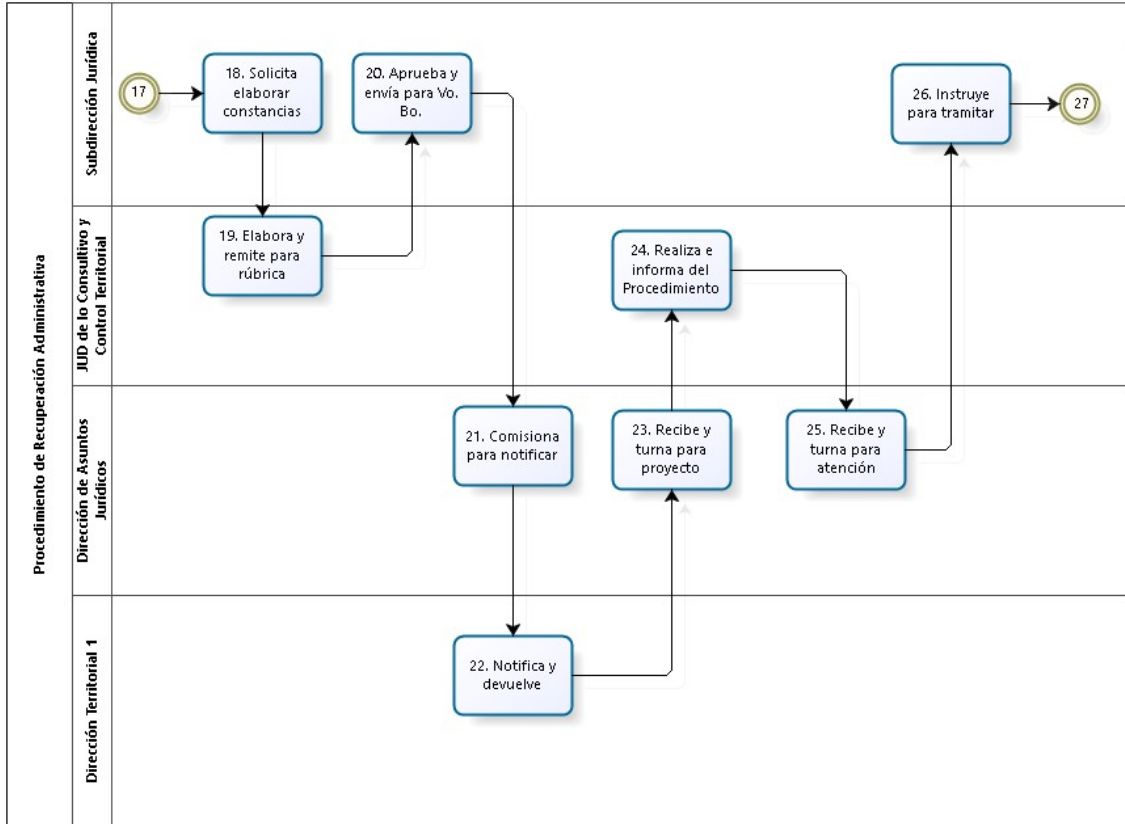 Procedimiento de Recuperación Administrativa
Subdirección Jurídica
17
18. Solicita
elaborar
constancias
20. Aprueba y
envía para Vo.
Bo.
26. Instruye
para tramitar
27
JUD de lo Consultivo y
Control Territorial
19. Elabora y
remite para
rúbrica
24. Realiza e
informa del
Procedimiento
Dirección de Asuntos
Jurídicos
21. Comisiona
para notificar
23. Recibe y
turna para
proyecto
25. Recibe y
turna para
atención
Dirección Territorial 1
22. Notifica y
devuelve